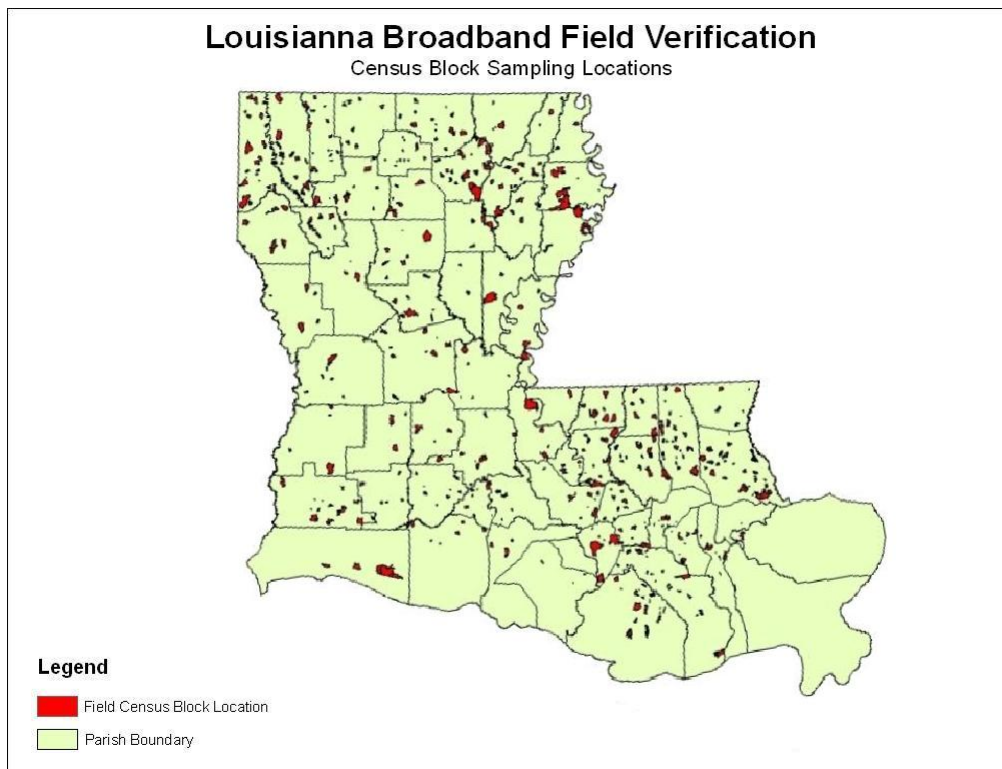 Louisianna Broadband Field Verification
Census Block Sampling Locations
Legend
Field Census Block Location
Parish Boundary